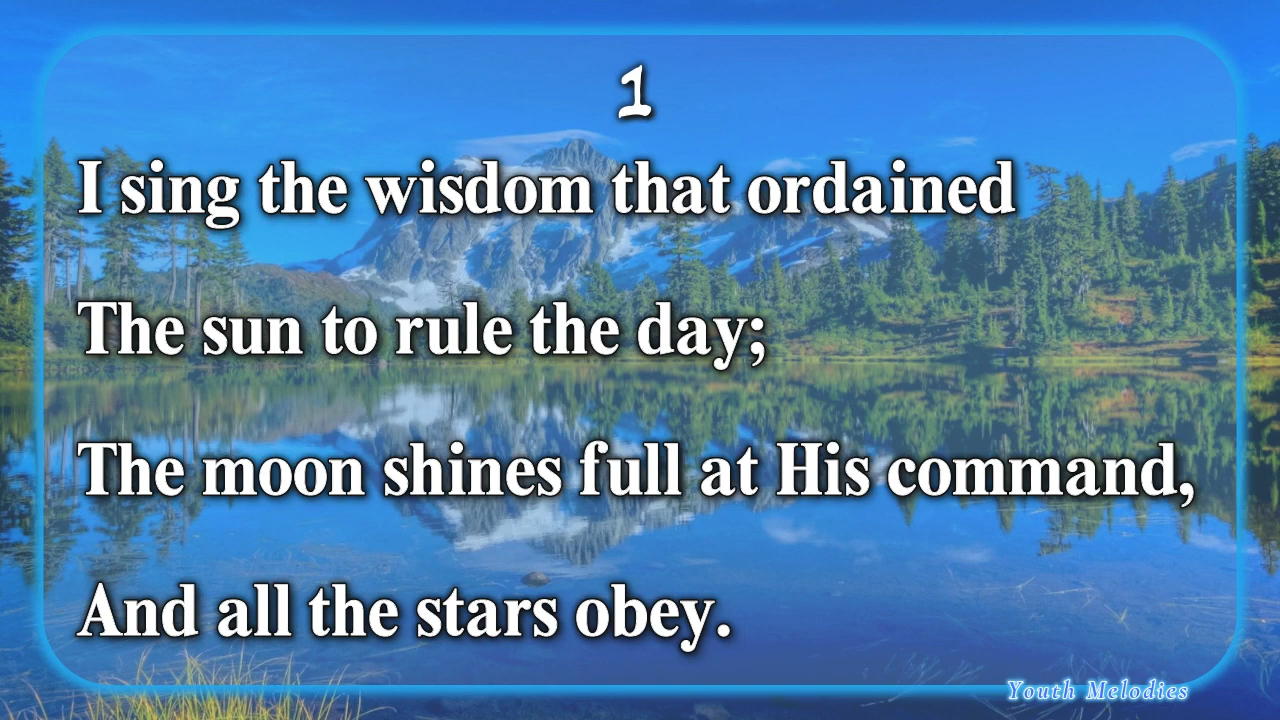 1
I sing the wisdom that ordained
The sun to rule the day;
The moon shines full at His command,
And all the stars obey.
Youth Melodies